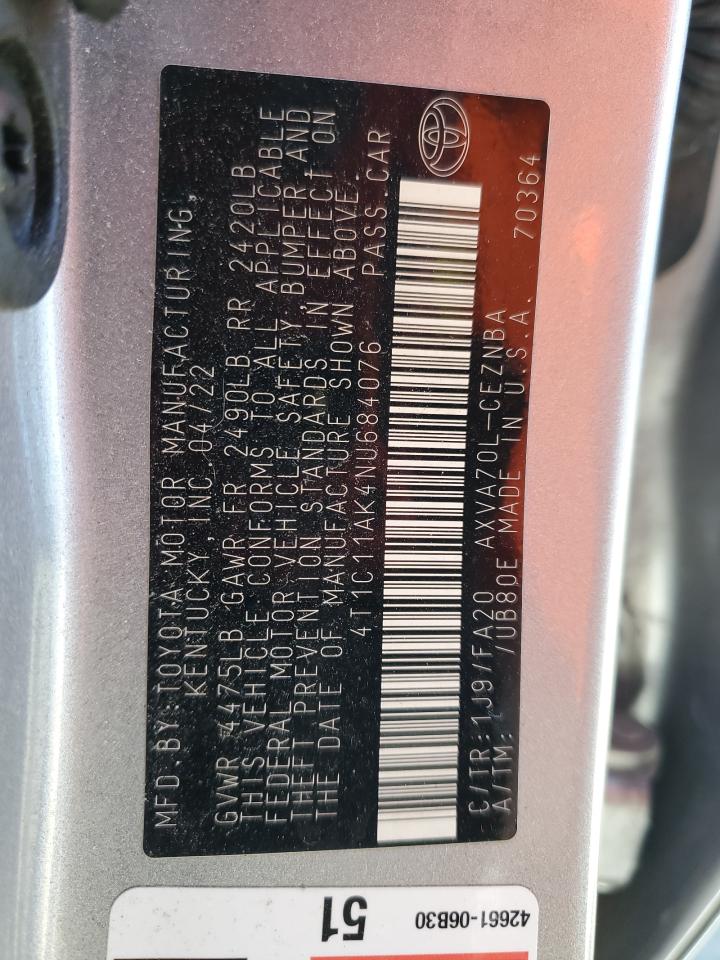 MFD.BY:TOYOTA MOTOR MANUFACTURING,
KENTUCKY,INC.04/22
GVWR 4475LB GAWR FR 2490LB RR 2420LB
THIS VEHICLE CONFORMS TO ALL APPLICABLE
FEDERAL MOTOR VEHICLE SAFETY, BUMPER, AND
THEFT PREVENTION STANDARDS IN EFFECT ON
THE DATE OF MANUFACTURE SHOWN ABOVE.
4T1C11AK4NU684076 PASS.CAR
C/TR:1J9/FA20 AXVA70L-CEZNBA
A/TM: /UB80E MADE IN U.S.A. 70364
51
42661-06B30